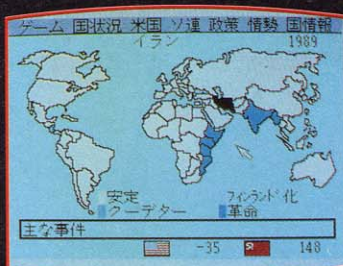 ゲーム 国状況 米国 ソ連 政策 情勢 国情報
イラン 1989
安定 フィンランド化
クーデター 革命
主な事件
-35 148